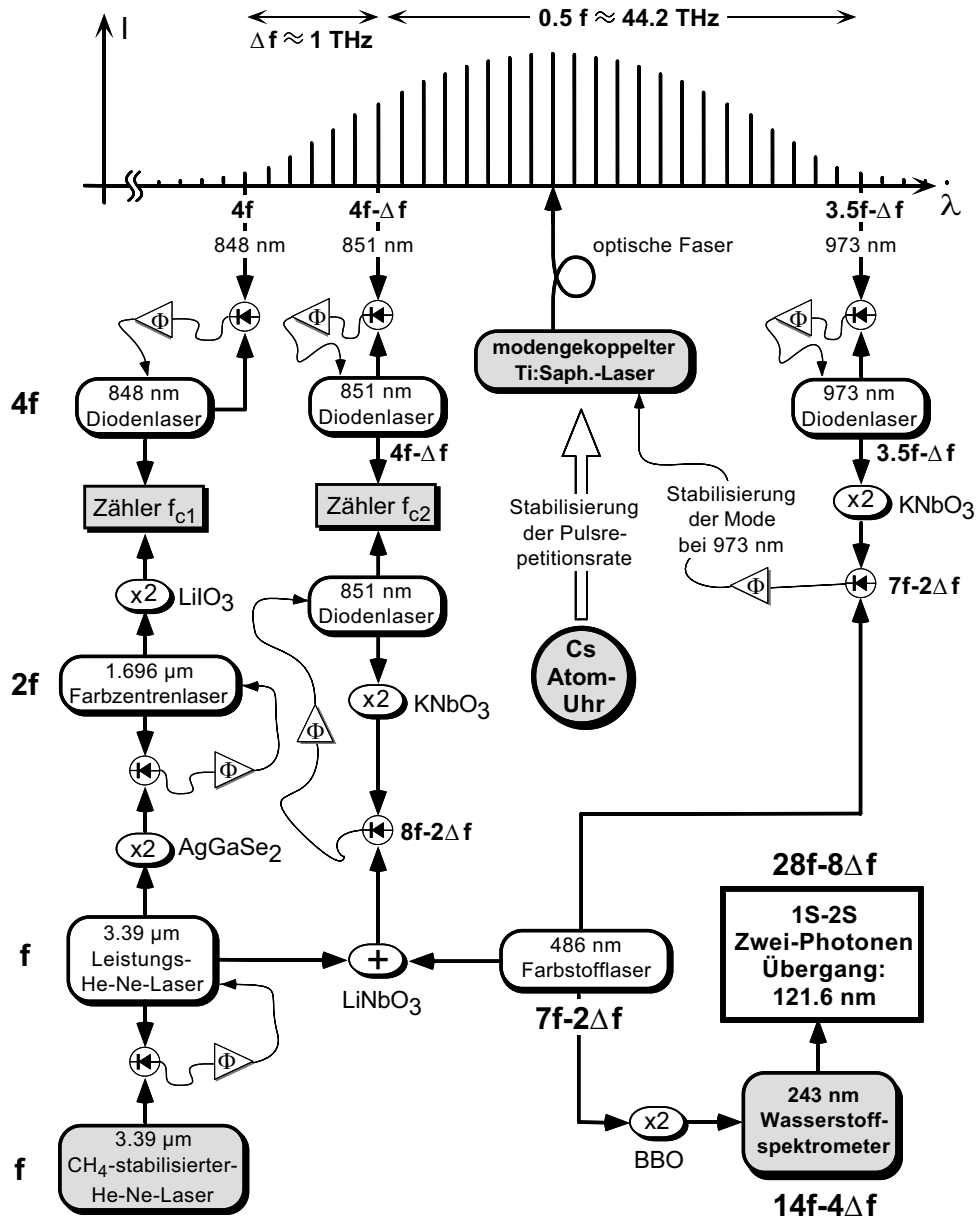 I
Δf ≈ 1 THz
0.5 f ≈ 44.2 THz
λ
4f
4f-Δf
3.5f-Δf
848 nm
851 nm
973 nm
optische Faser
Φ
Φ
Φ
modengekoppelter
Ti:Saph.-Laser
4f
848 nm
Diodenlaser
851 nm
Diodenlaser
973 nm
Diodenlaser
4f-Δf
3.5f-Δf
Zähler fc1
Zähler fc2
Stabilisierung
der Pulsre-
petitionsrate
Stabilisierung
der Mode
bei 973 nm
x2
KNbO3
Φ
7f-2Δf
x2
LiIO3
851 nm
Diodenlaser
Cs
Atom-
Uhr
2f
1.696 µm
Farbzentrenlaser
x2
KNbO3
Φ
Φ
8f-2Δf
x2
AgGaSe2
f
3.39 µm
Leistungs-
He-Ne-Laser
+
LiNbO3
486 nm
Farbstofflaser
7f-2Δf
28f-8Δf
1S-2S
Zwei-Photonen
Übergang:
121.6 nm
Φ
f
3.39 µm
CH4-stabilisierter-
He-Ne-Laser
x2
BBO
243 nm
Wasserstoff-
spektrometer
14f-4Δf